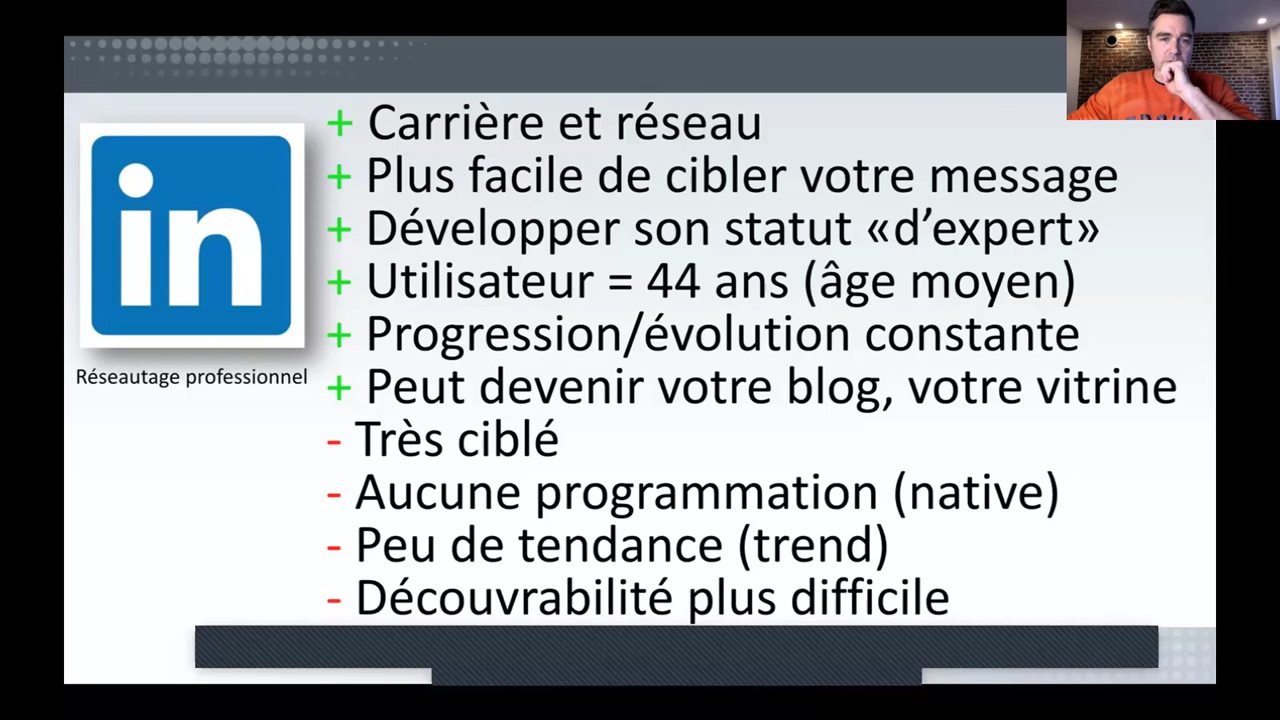 in
Réseautage professionnel
+ Carrière et réseau
+ Plus facile de cibler votre message
+ Développer son statut «d’expert»
+ Utilisateur = 44 ans (âge moyen)
+ Progression/évolution constante
+ Peut devenir votre blog, votre vitrine
- Très ciblé
- Aucune programmation (native)
- Peu de tendance (trend)
- Découvrabilité plus difficile